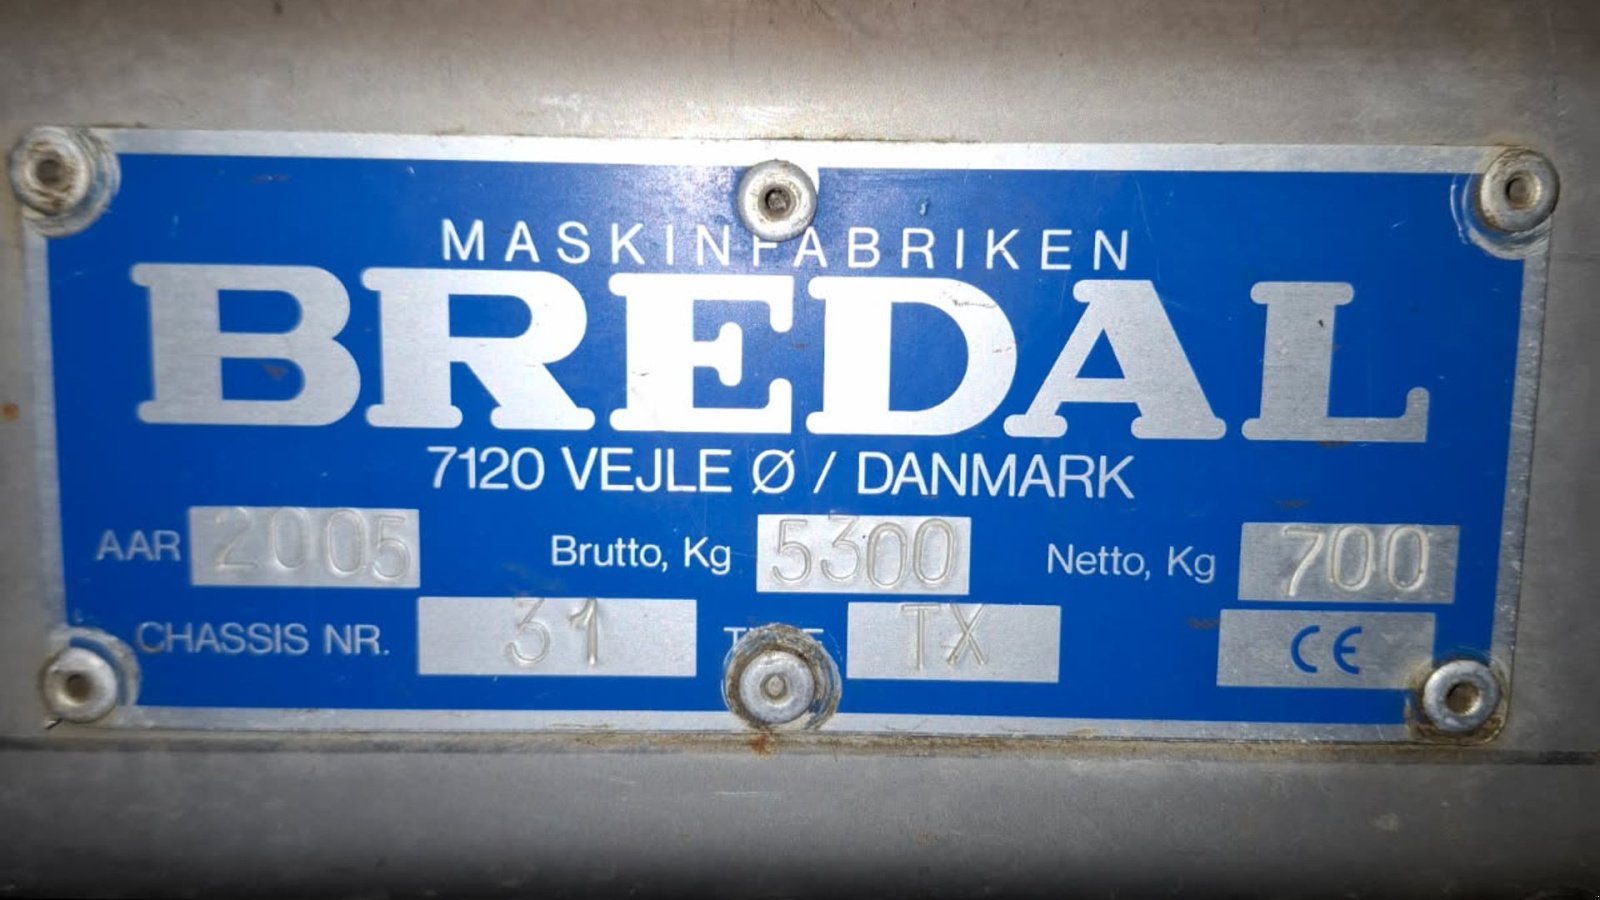 MASKINFABRIKEN
BREDAL
7120 VEJLE Ø / DANMARK
AAR 2005 Brutto, Kg 5300 Netto, Kg 700
CHASSIS NR. 31 TX CE